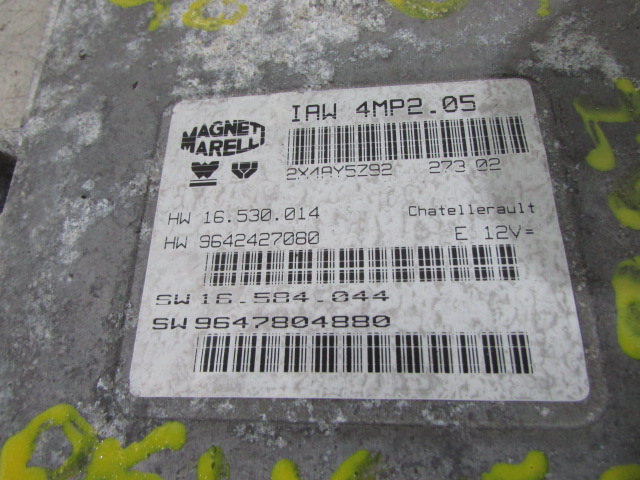 IAW 4MP2.05
MAGNETI
MARELLI
2X4AY5Z92 273 02
HW 16.530.014 Chatellerault
HW 9642427080 E 12V=
SW 16.584.044
SW 9647804880